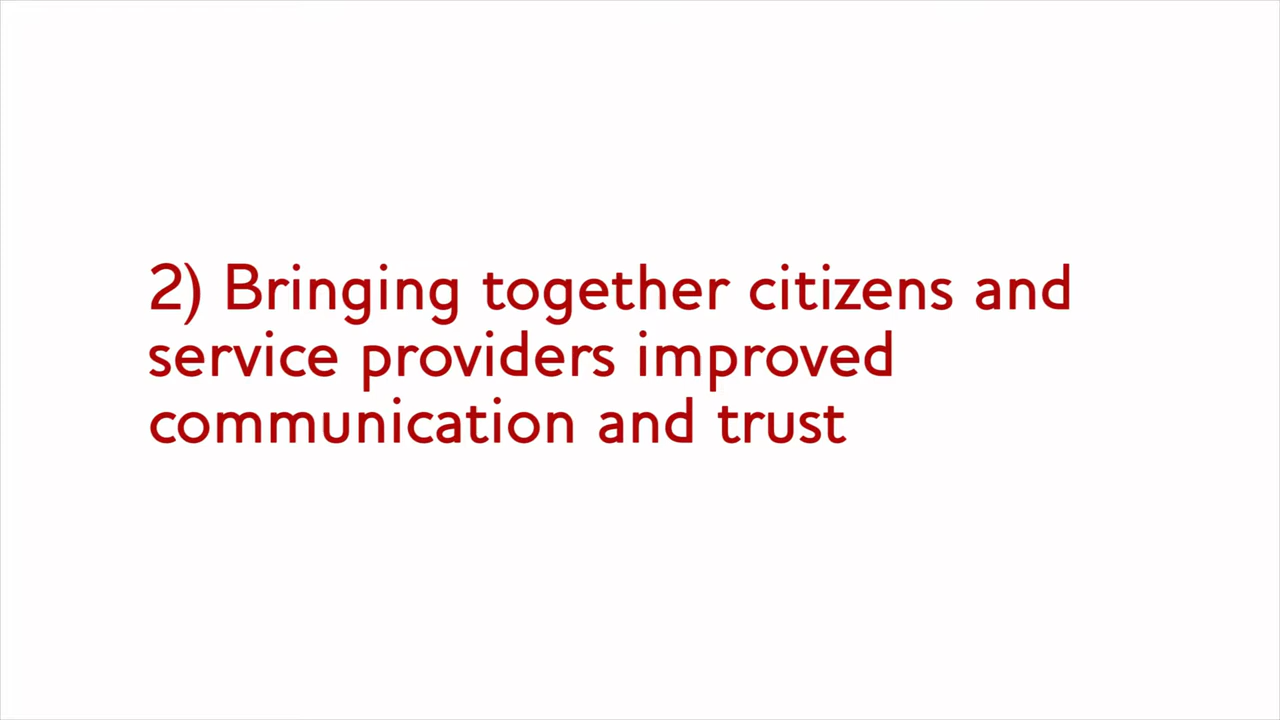 2) Bringing together citizens and
service providers improved
communication and trust